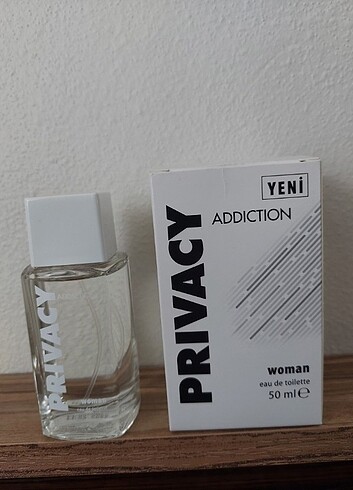 PRIVACY
YENİ
ADDICTION
PRIVACY
woman
eau de toilette
50 ml ℮